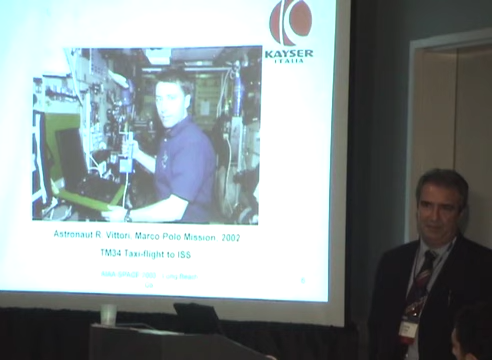 KAYSER
ITALIA
Astronaut R. Vittori, Marco Polo Mission, 2002
TM34 Taxi-flight to ISS